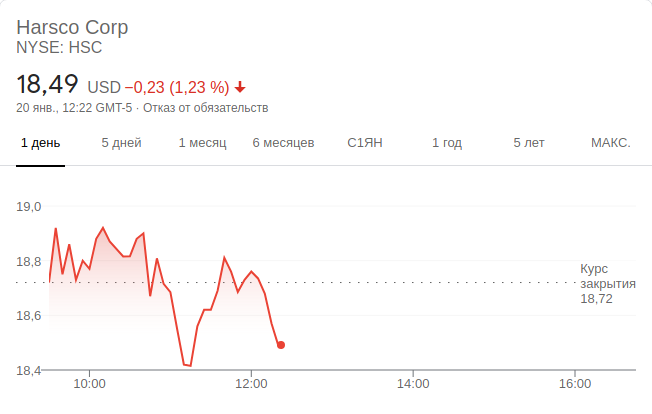 Harsco Corp
NYSE: HSC
18,49 USD −0,23 (1,23 %)
20 янв., 12:22 GMT-5 · Отказ от обязательств
1 день 5 дней 1 месяц 6 месяцев С1ЯН 1 год 5 лет МАКС.
19,0
18,8
Курс
закрытия
18,72
18,6
18,4
10:00 12:00 14:00 16:00